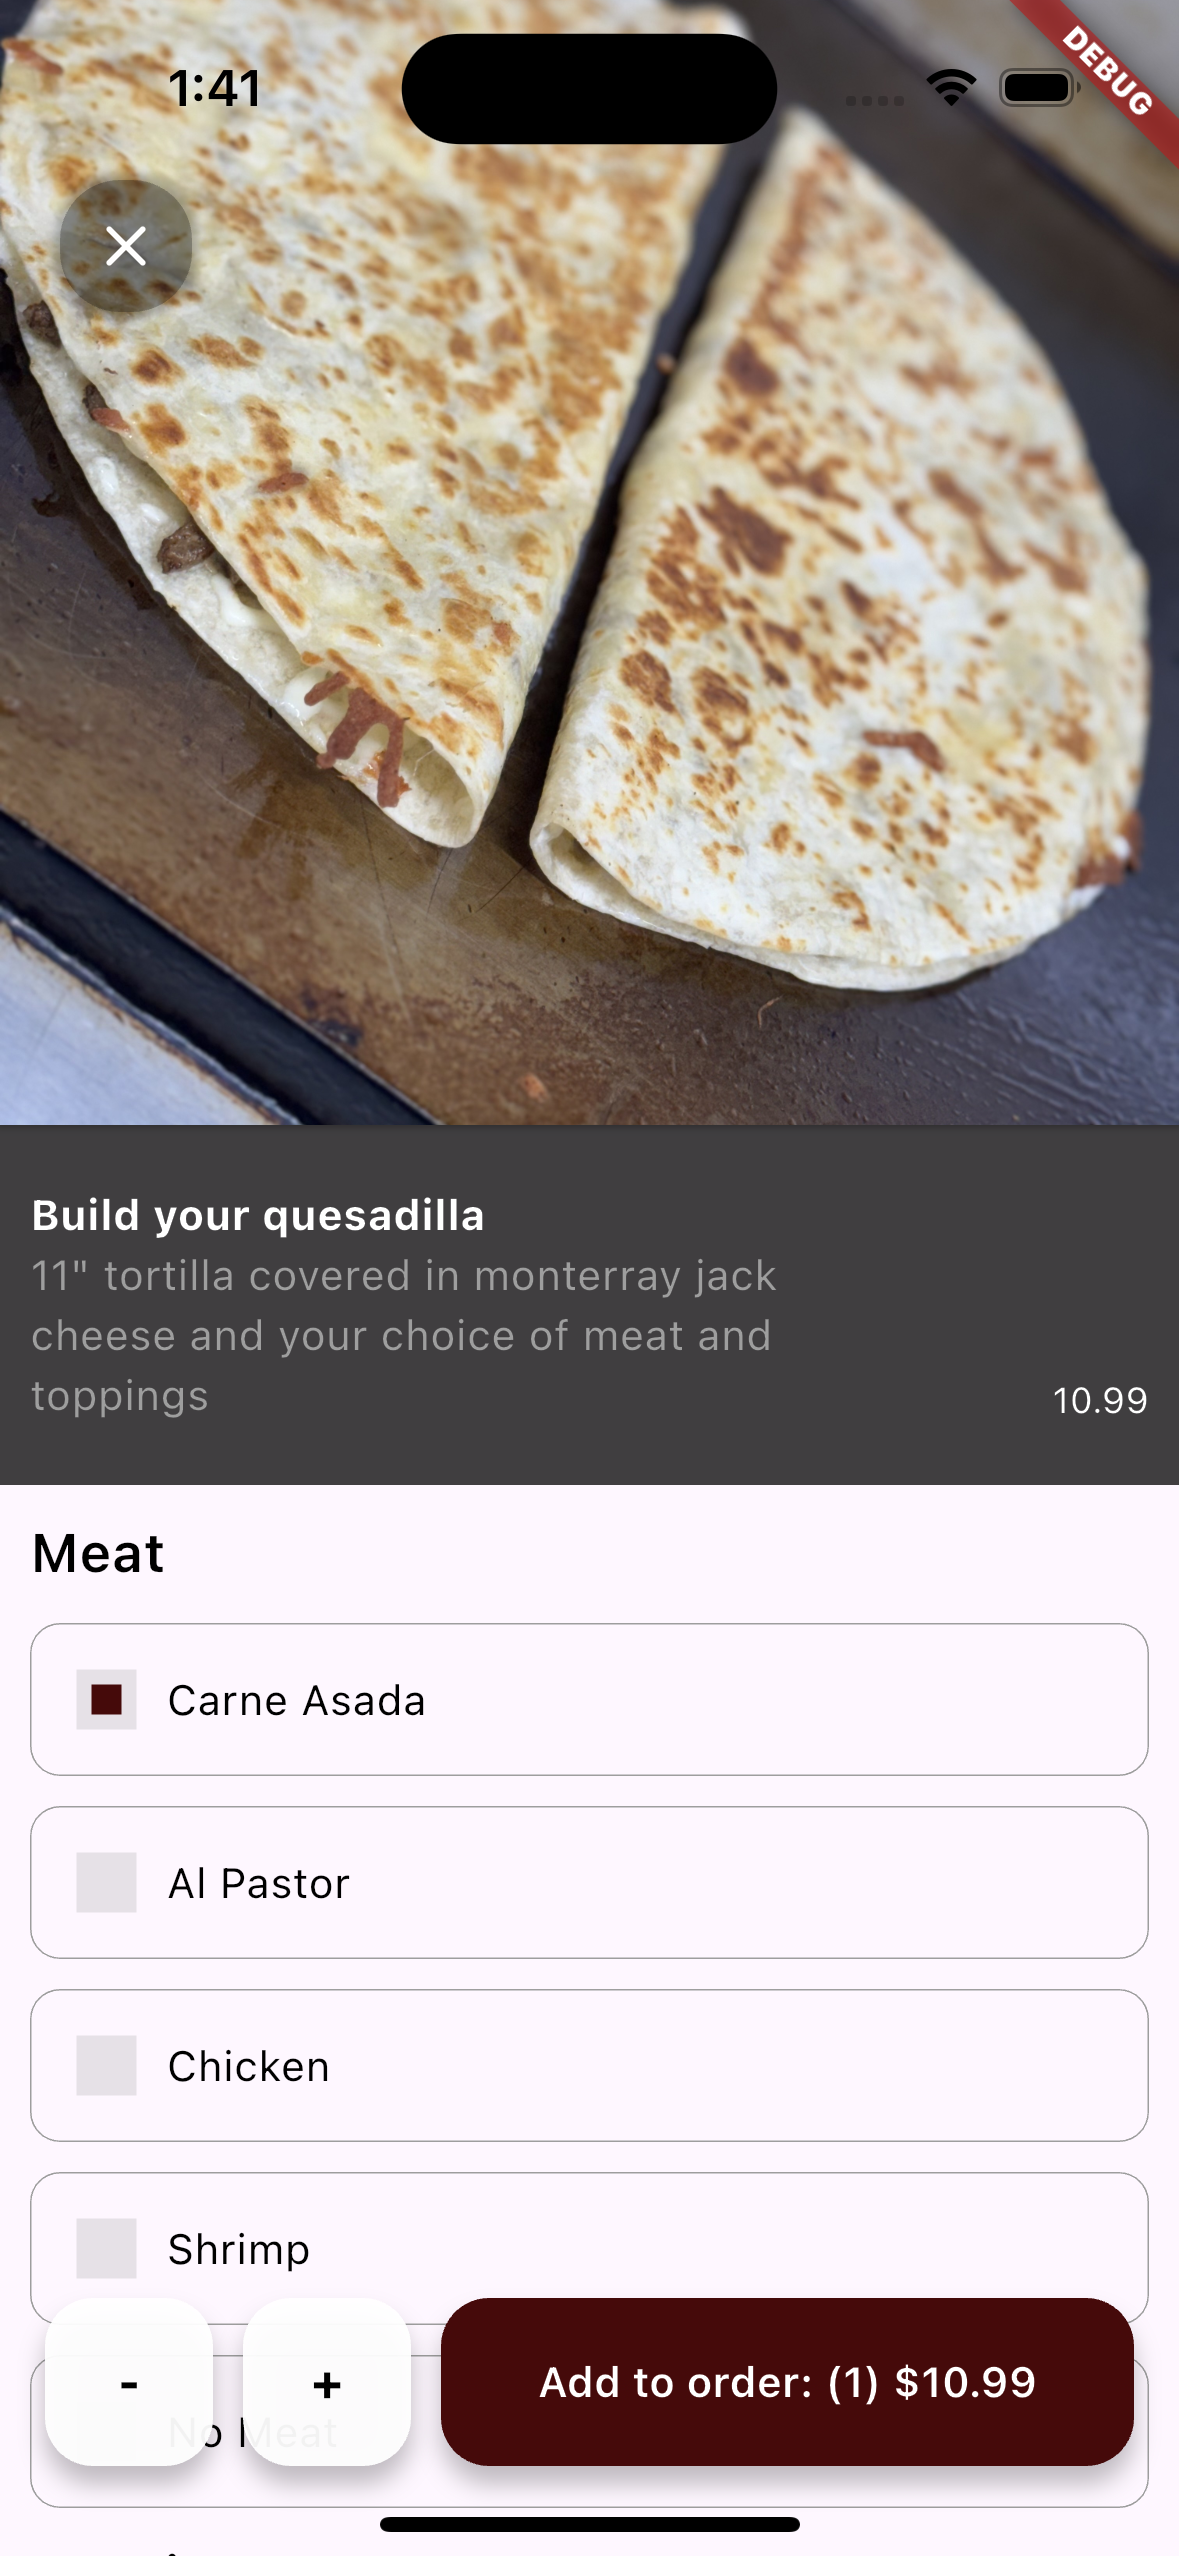 1:41
DEBUG
Build your quesadilla
11" tortilla covered in monterray jack
cheese and your choice of meat and
toppings
10.99
Meat
Carne Asada
Al Pastor
Chicken
Shrimp
- + Add to order: (1) $10.99
No Meat